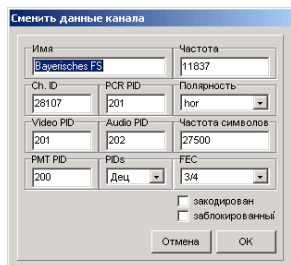 Сменить данные канала
Имя Частота
Bayerisches FS 11837
Ch. ID PCR PID Полярность
28107 201 hor
Video PID Audio PID Частота символов
201 202 27500
PMT PID PIDs FEC
200 Дец 3/4
закодирован
заблокированный
Отмена OK